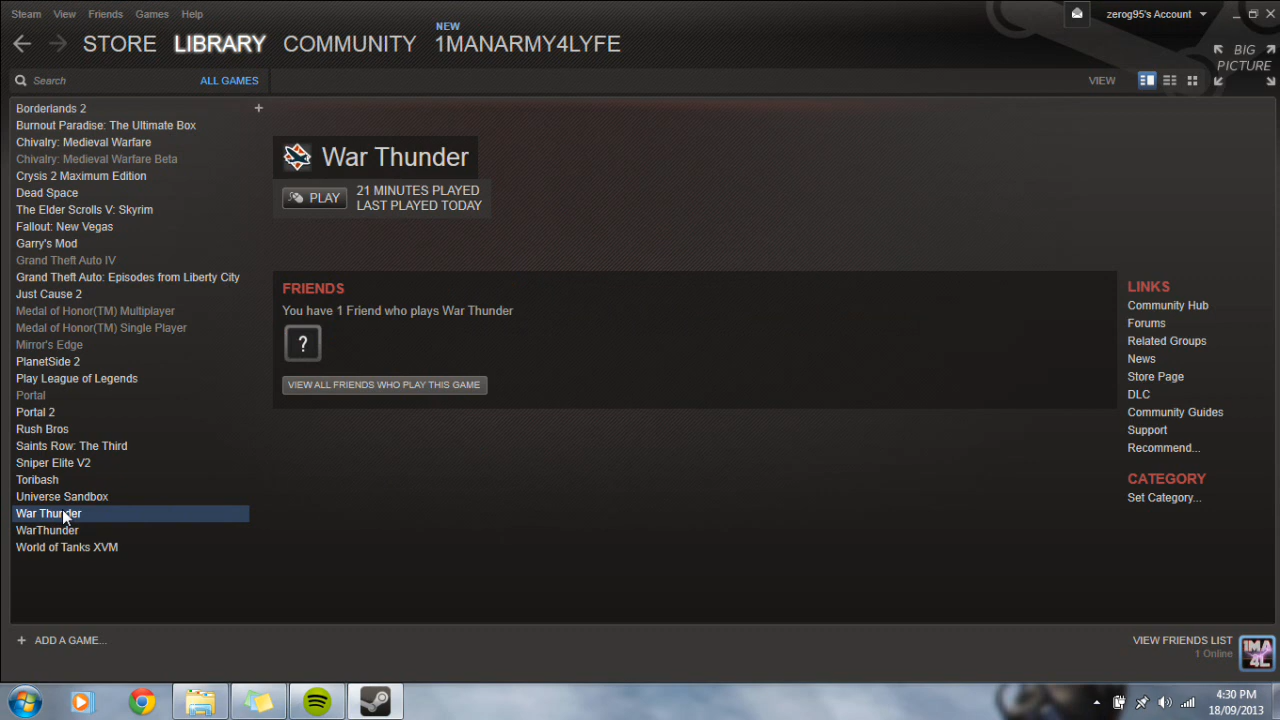 Steam View Friends Games Help
zerog95's Account
NEW
STORE LIBRARY COMMUNITY 1MANARMY4LYFE
BIG
PICTURE
Search
ALL GAMES
VIEW
Borderlands 2
Burnout Paradise: The Ultimate Box
Chivalry: Medieval Warfare
Chivalry: Medieval Warfare Beta
Crysis 2 Maximum Edition
Dead Space
The Elder Scrolls V: Skyrim
Fallout: New Vegas
Garry's Mod
Grand Theft Auto IV
Grand Theft Auto: Episodes from Liberty City
Just Cause 2
Medal of Honor(TM) Multiplayer
Medal of Honor(TM) Single Player
Mirror's Edge
PlanetSide 2
Play League of Legends
Portal
Portal 2
Rush Bros
Saints Row: The Third
Sniper Elite V2
Toribash
Universe Sandbox
War Thunder
WarThunder
World of Tanks XVM
War Thunder
PLAY
21 MINUTES PLAYED
LAST PLAYED TODAY
FRIENDS
You have 1 Friend who plays War Thunder
?
VIEW ALL FRIENDS WHO PLAY THIS GAME
LINKS
Community Hub
Forums
Related Groups
News
Store Page
DLC
Community Guides
Support
Recommend...
CATEGORY
Set Category...
+ ADD A GAME...
VIEW FRIENDS LIST
1 Online
IMA
4L
4:30 PM
18/09/2013